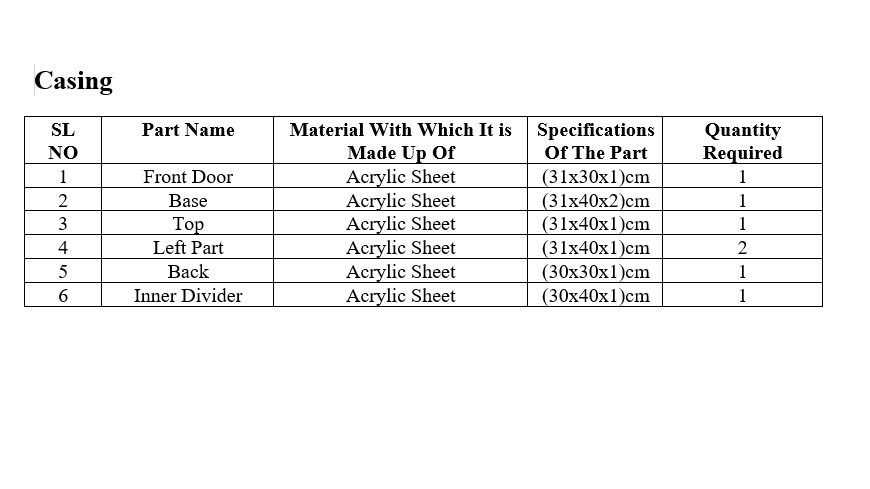 Casing
SL NO Part Name Material With Which It is Made Up Of Specifications Of The Part Quantity Required
1 Front Door Acrylic Sheet (31x30x1)cm 1
2 Base Acrylic Sheet (31x40x2)cm 1
3 Top Acrylic Sheet (31x40x1)cm 1
4 Left Part Acrylic Sheet (31x40x1)cm 2
5 Back Acrylic Sheet (30x30x1)cm 1
6 Inner Divider Acrylic Sheet (30x40x1)cm 1